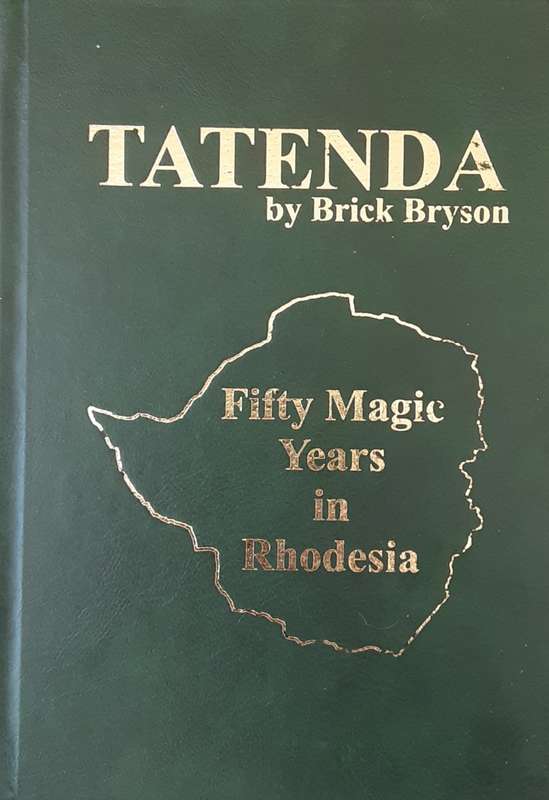 TATENDA
by Brick Bryson
Fifty Magic
Years
in
Rhodesia